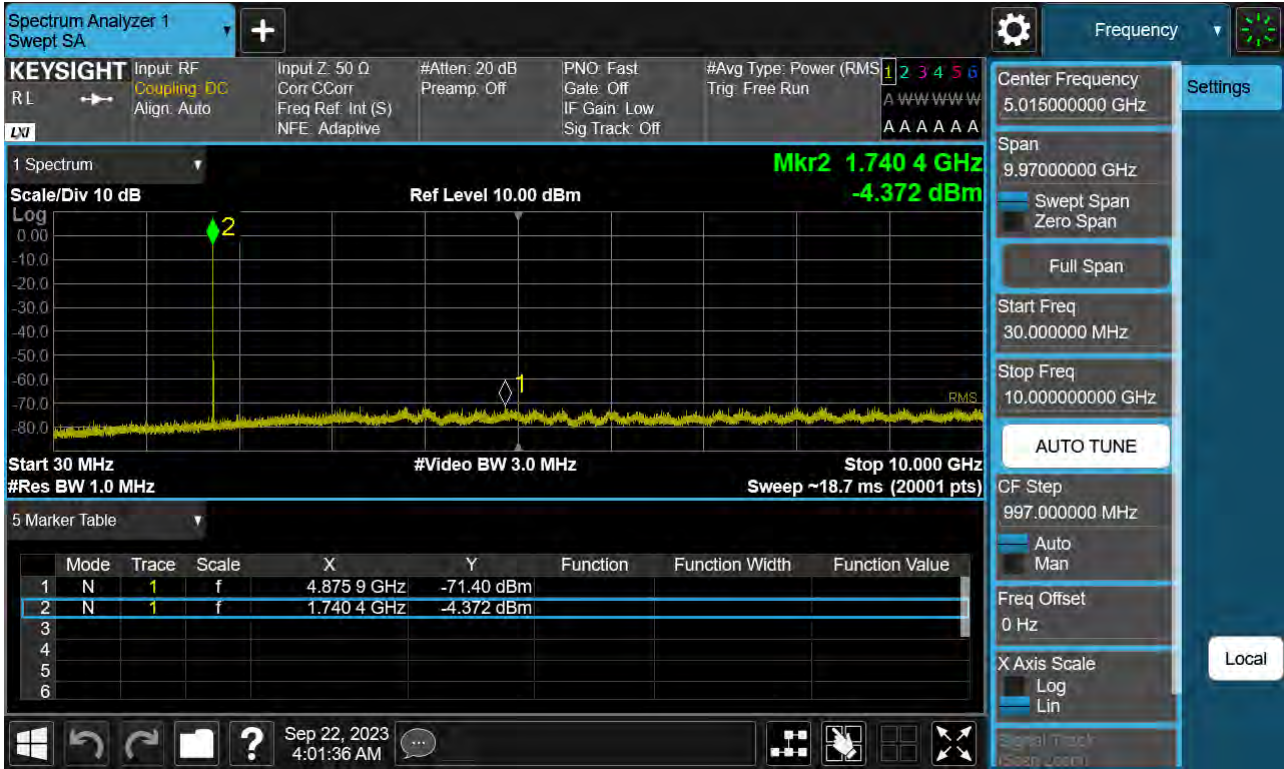 Spectrum Analyzer 1
Swept SA
+
Frequency
KEYSIGHT
RL
LXI
Input: RF
Coupling: DC
Align: Auto
Input Z: 50 Ω
Corr CCorr
Freq Ref: Int (S)
NFE: Adaptive
#Atten: 20 dB
Preamp: Off
PNO: Fast
Gate: Off
IF Gain: Low
Sig Track: Off
#Avg Type: Power (RMS
Trig: Free Run
1 2 3 4 5 6
A W W W W W
A A A A A A
1 Spectrum
Mkr2 1.740 4 GHz
-4.372 dBm
Scale/Div 10 dB
Ref Level 10.00 dBm
Log
0.00
-10.0
-20.0
-30.0
-40.0
-50.0
-60.0
-70.0
-80.0
2
1
RMS
Start 30 MHz
#Video BW 3.0 MHz
Stop 10.000 GHz
#Res BW 1.0 MHz
Sweep ~18.7 ms (20001 pts)
5 Marker Table
Mode Trace Scale X Y Function Function Width Function Value
1 N 1 f 4.875 9 GHz -71.40 dBm
2 N 1 f 1.740 4 GHz -4.372 dBm
3
4
5
6
Sep 22, 2023
4:01:36 AM
?
Center Frequency
5.015000000 GHz
Settings
Span
9.97000000 GHz
Swept Span
Zero Span
Full Span
Start Freq
30.000000 MHz
Stop Freq
10.000000000 GHz
AUTO TUNE
CF Step
997.000000 MHz
Auto
Man
Freq Offset
0 Hz
X Axis Scale
Log
Lin
Local
Signal Track
(Span Zoom)